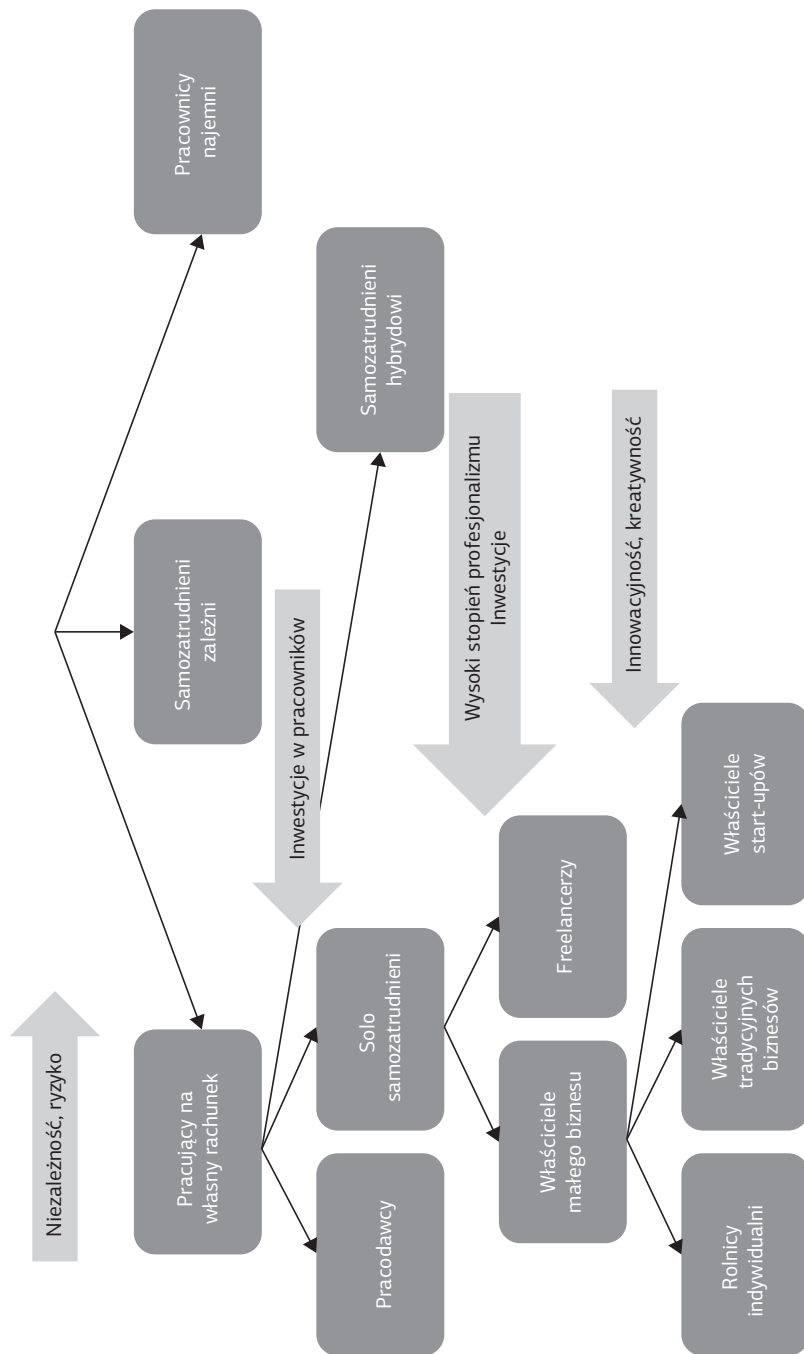 Niezależność, ryzyko
Pracujący na
własny rachunek
Samozatrudnieni
zależni
Pracownicy
najemni
Inwestycje w pracowników
Pracodawcy
Solo
samozatrudnieni
Samozatrudnieni
hybrydowi
Wysoki stopień profesjonalizmu
Inwestycje
Właściciele
małego biznesu
Freelancerzy
Innowacyjność, kreatywność
Rolnicy
indywidualni
Właściciele
tradycyjnych
biznesów
Właściciele
start-upów